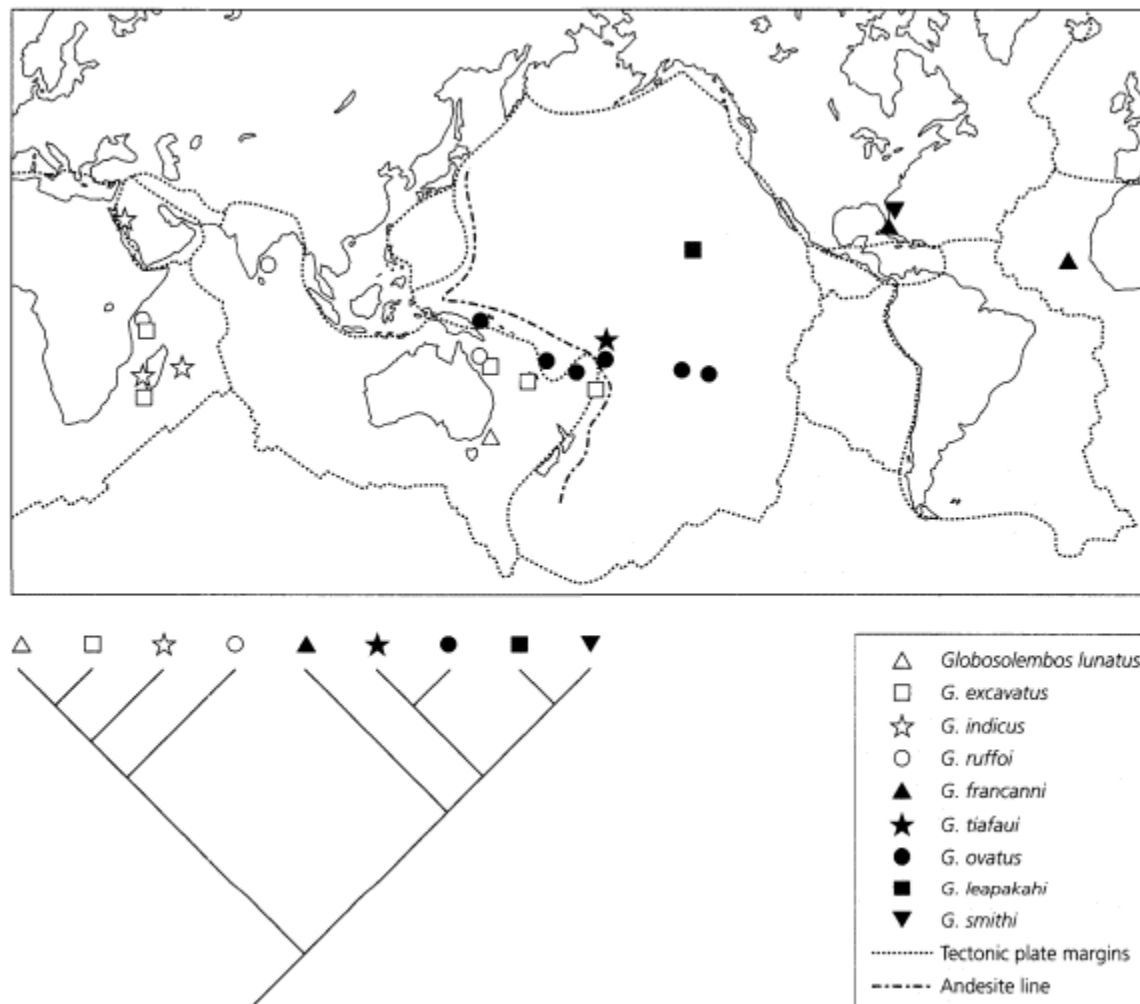 Globosolembos lunatus
G. excavatus
G. indicus
G. ruffoi
G. francanni
G. tiafaui
G. ovatus
G. leapakahi
G. smithi
Tectonic plate margins
Andesite line